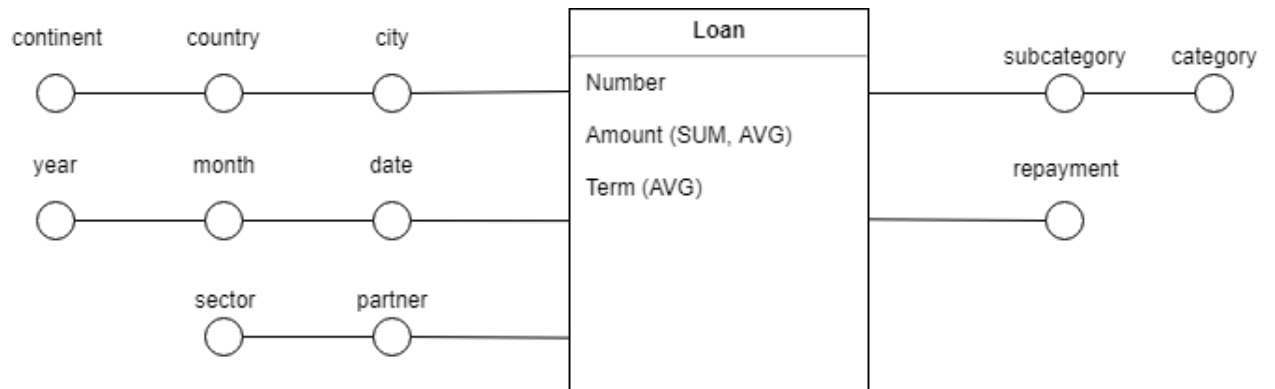 Loan
continent country city
subcategory category
Number
Amount (SUM, AVG)
year month date
repayment
Term (AVG)
sector partner